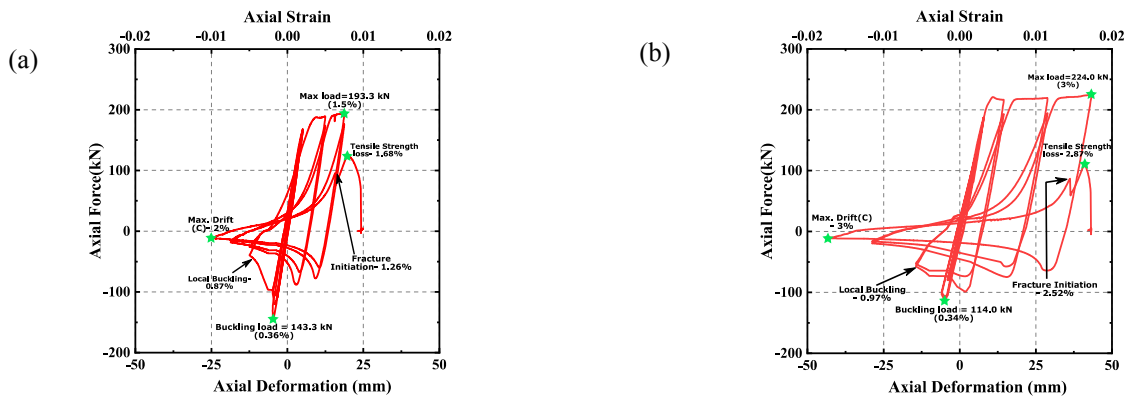 (a)
Axial Strain
-0.02 -0.01 0.00 0.01 0.02
300
200
100
0
-100
-200
Axial Force(kN)
Max load=193.3 kN
(1.5%)
Tensile Strength
loss- 1.68%
Max. Drift
(C) - 2%
Local Buckling-
0.87%
Fracture
Initiation- 1.26%
Buckling load = 143.3 kN
(0.36%)
-50 -25 0 25 50
Axial Deformation (mm)
(b)
Axial Strain
-0.02 -0.01 0.00 0.01 0.02
300
200
100
0
-100
-200
Axial Force(kN)
Max load=224.0 kN
(3%)
Tensile Strength
loss- 2.87%
Max. Drift(C)
- 3%
Local Buckling
- 0.97%
Fracture Initiation
- 2.52%
Buckling load = 114.0 kN
(0.34%)
-50 -25 0 25 50
Axial Deformation (mm)